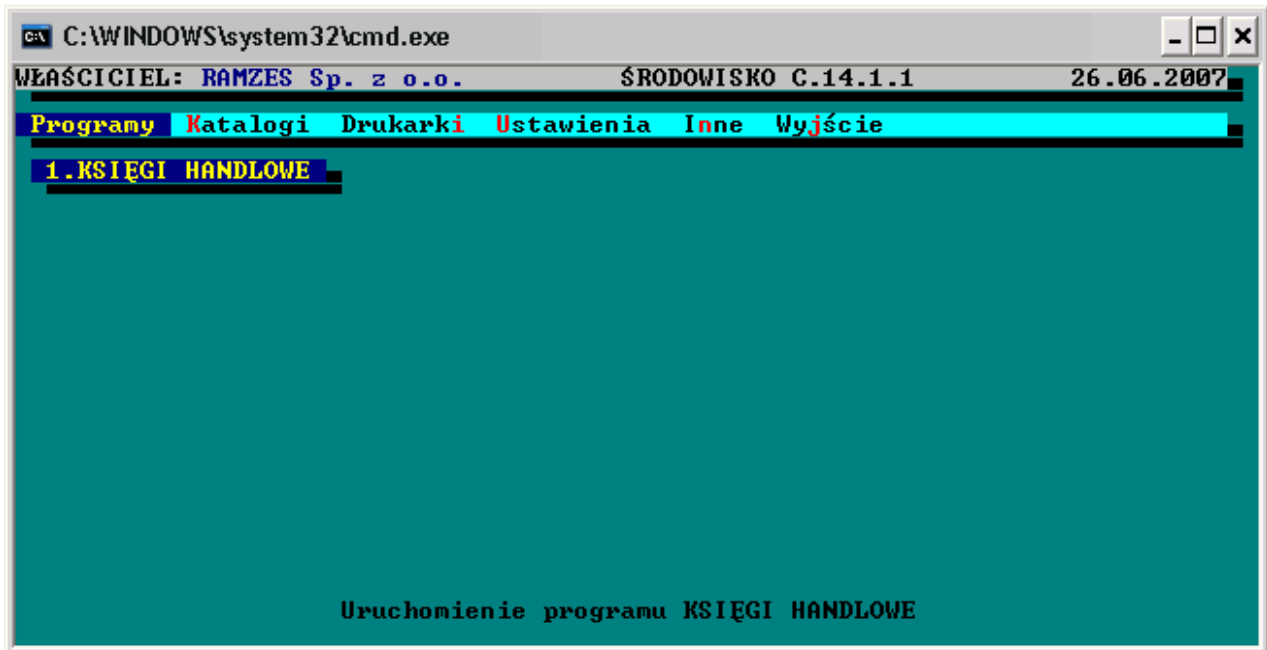 C:\WINDOWS\system32\cmd.exe
WŁAŚCICIEL: RAMZES Sp. z o.o. ŚRODOWISKO C.14.1.1 26.06.2007
Programy Katalogi Drukarki Ustawienia Inne Wyjście
1.KSIĘGI HANDLOWE
Uruchomienie programu KSIĘGI HANDLOWE